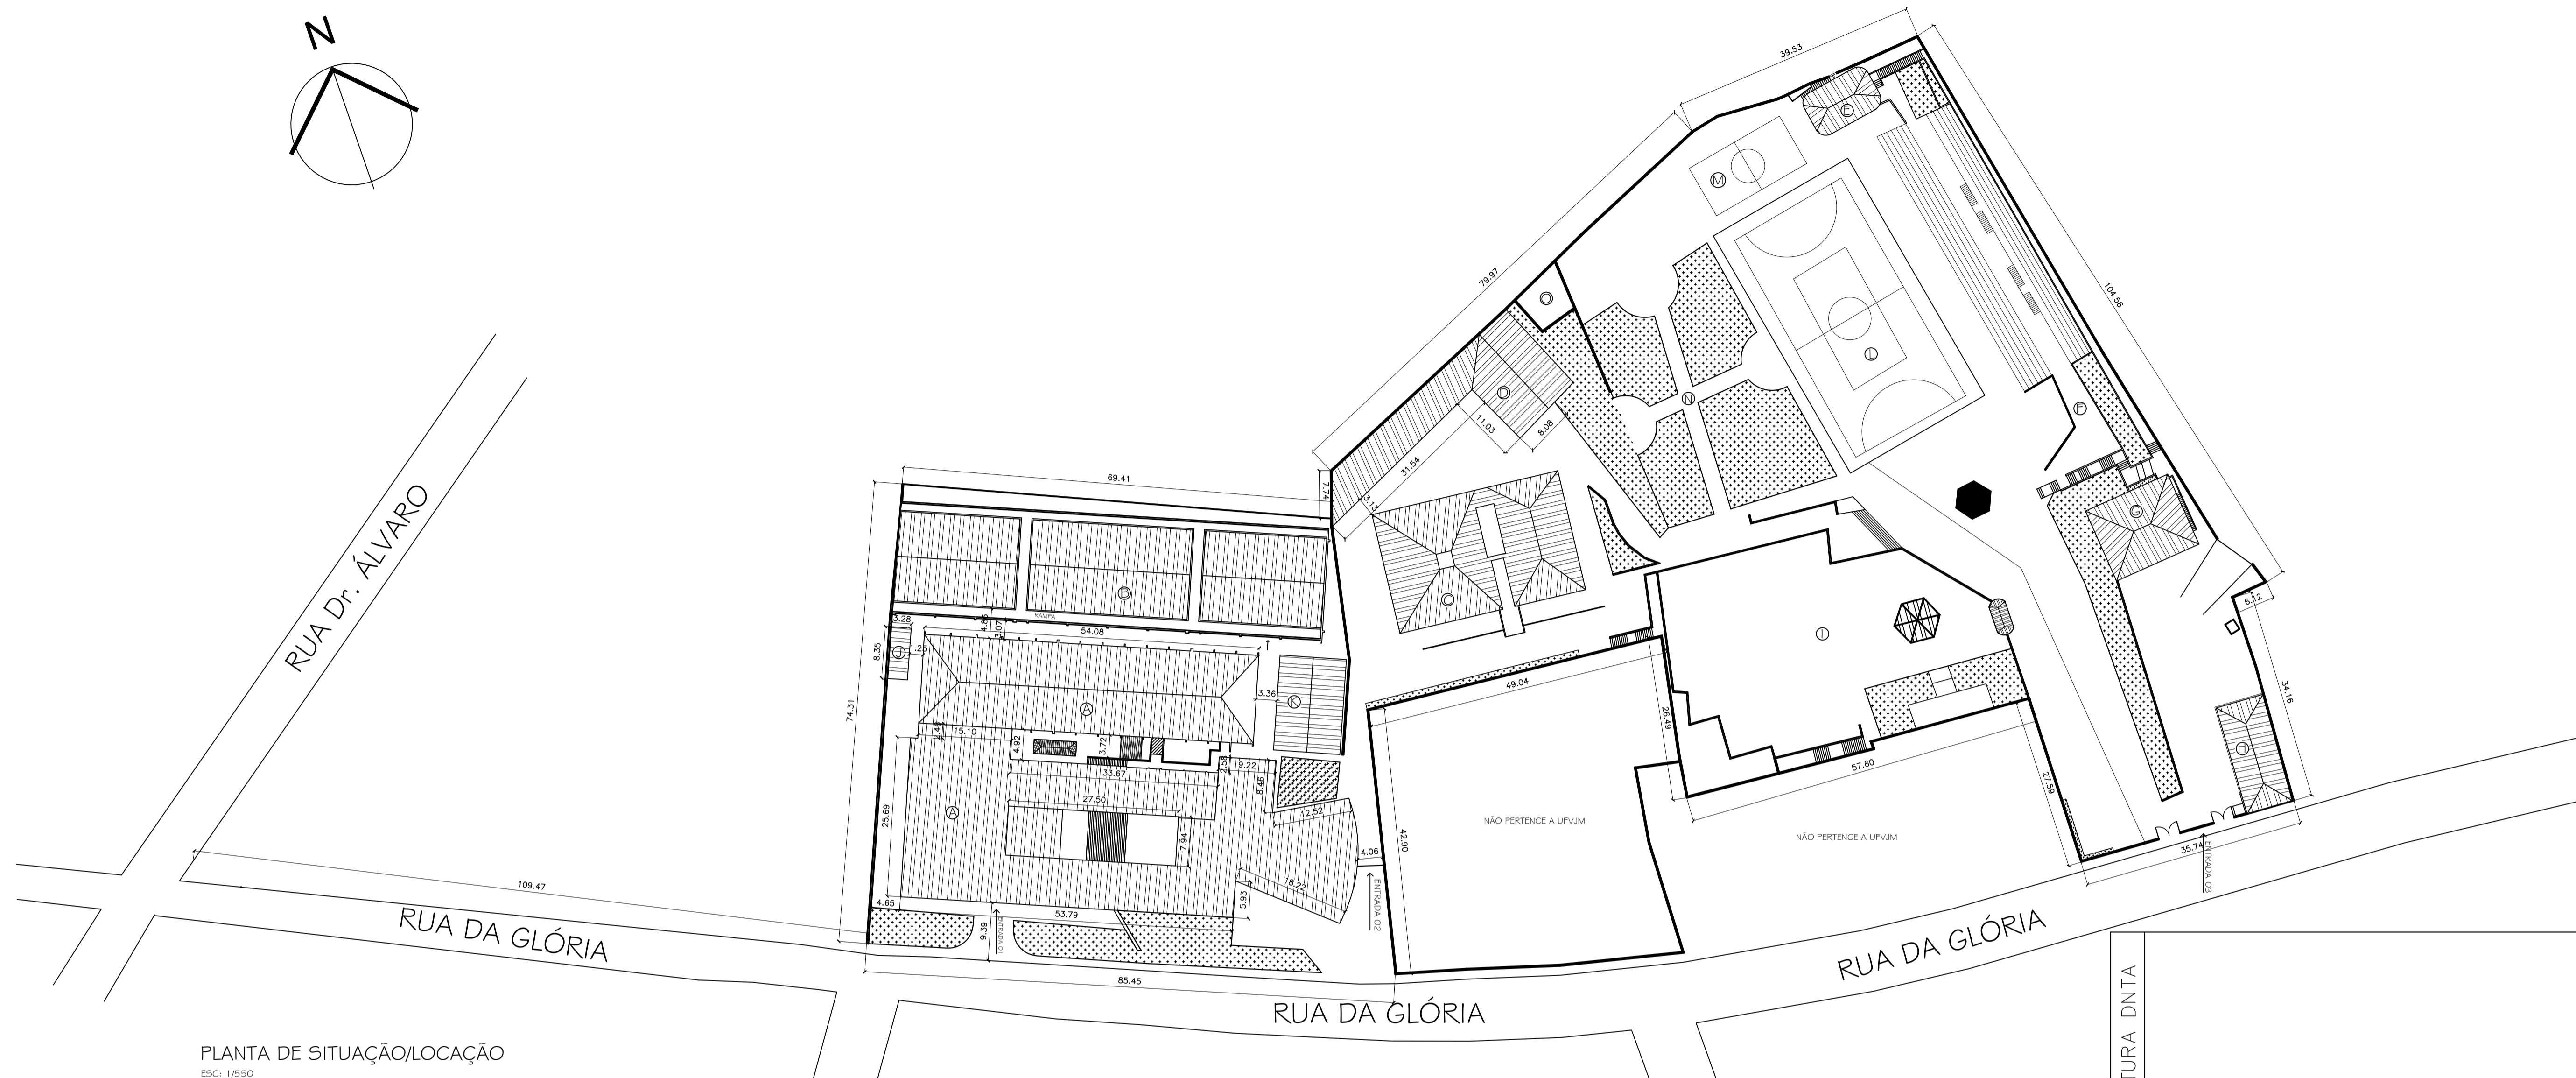 N
39.53
E
M
79.97
104.56
O
L
D
N
11.03
8.08
F
31.54
69.41
7.74
3.13
G
RUA Dr. ÁLVARO
B
C
RAMPA
3.28
4.86
3.07
54.08
6.12
8.35
J
1.25
I
49.04
3.36
K
34.16
74.31
A
26.49
2.46
15.10
4.92
3.72
H
2.58
9.22
33.67
57.60
8.46
27.59
27.50
A
12.52
25.69
NÃO PERTENCE A UFVJM
NÃO PERTENCE A UFVJM
7.94
42.90
4.06
35.74
ENTRADA 03
109.47
18.22
ENTRADA 02
5.93
4.65
53.79
RUA DA GLÓRIA
9.39
ENTRADA 01
RUA DA GLÓRIA
85.45
RUA DA GLÓRIA
PLANTA DE SITUAÇÃO/LOCAÇÃO
ESC: 1/550
TURA DNTA